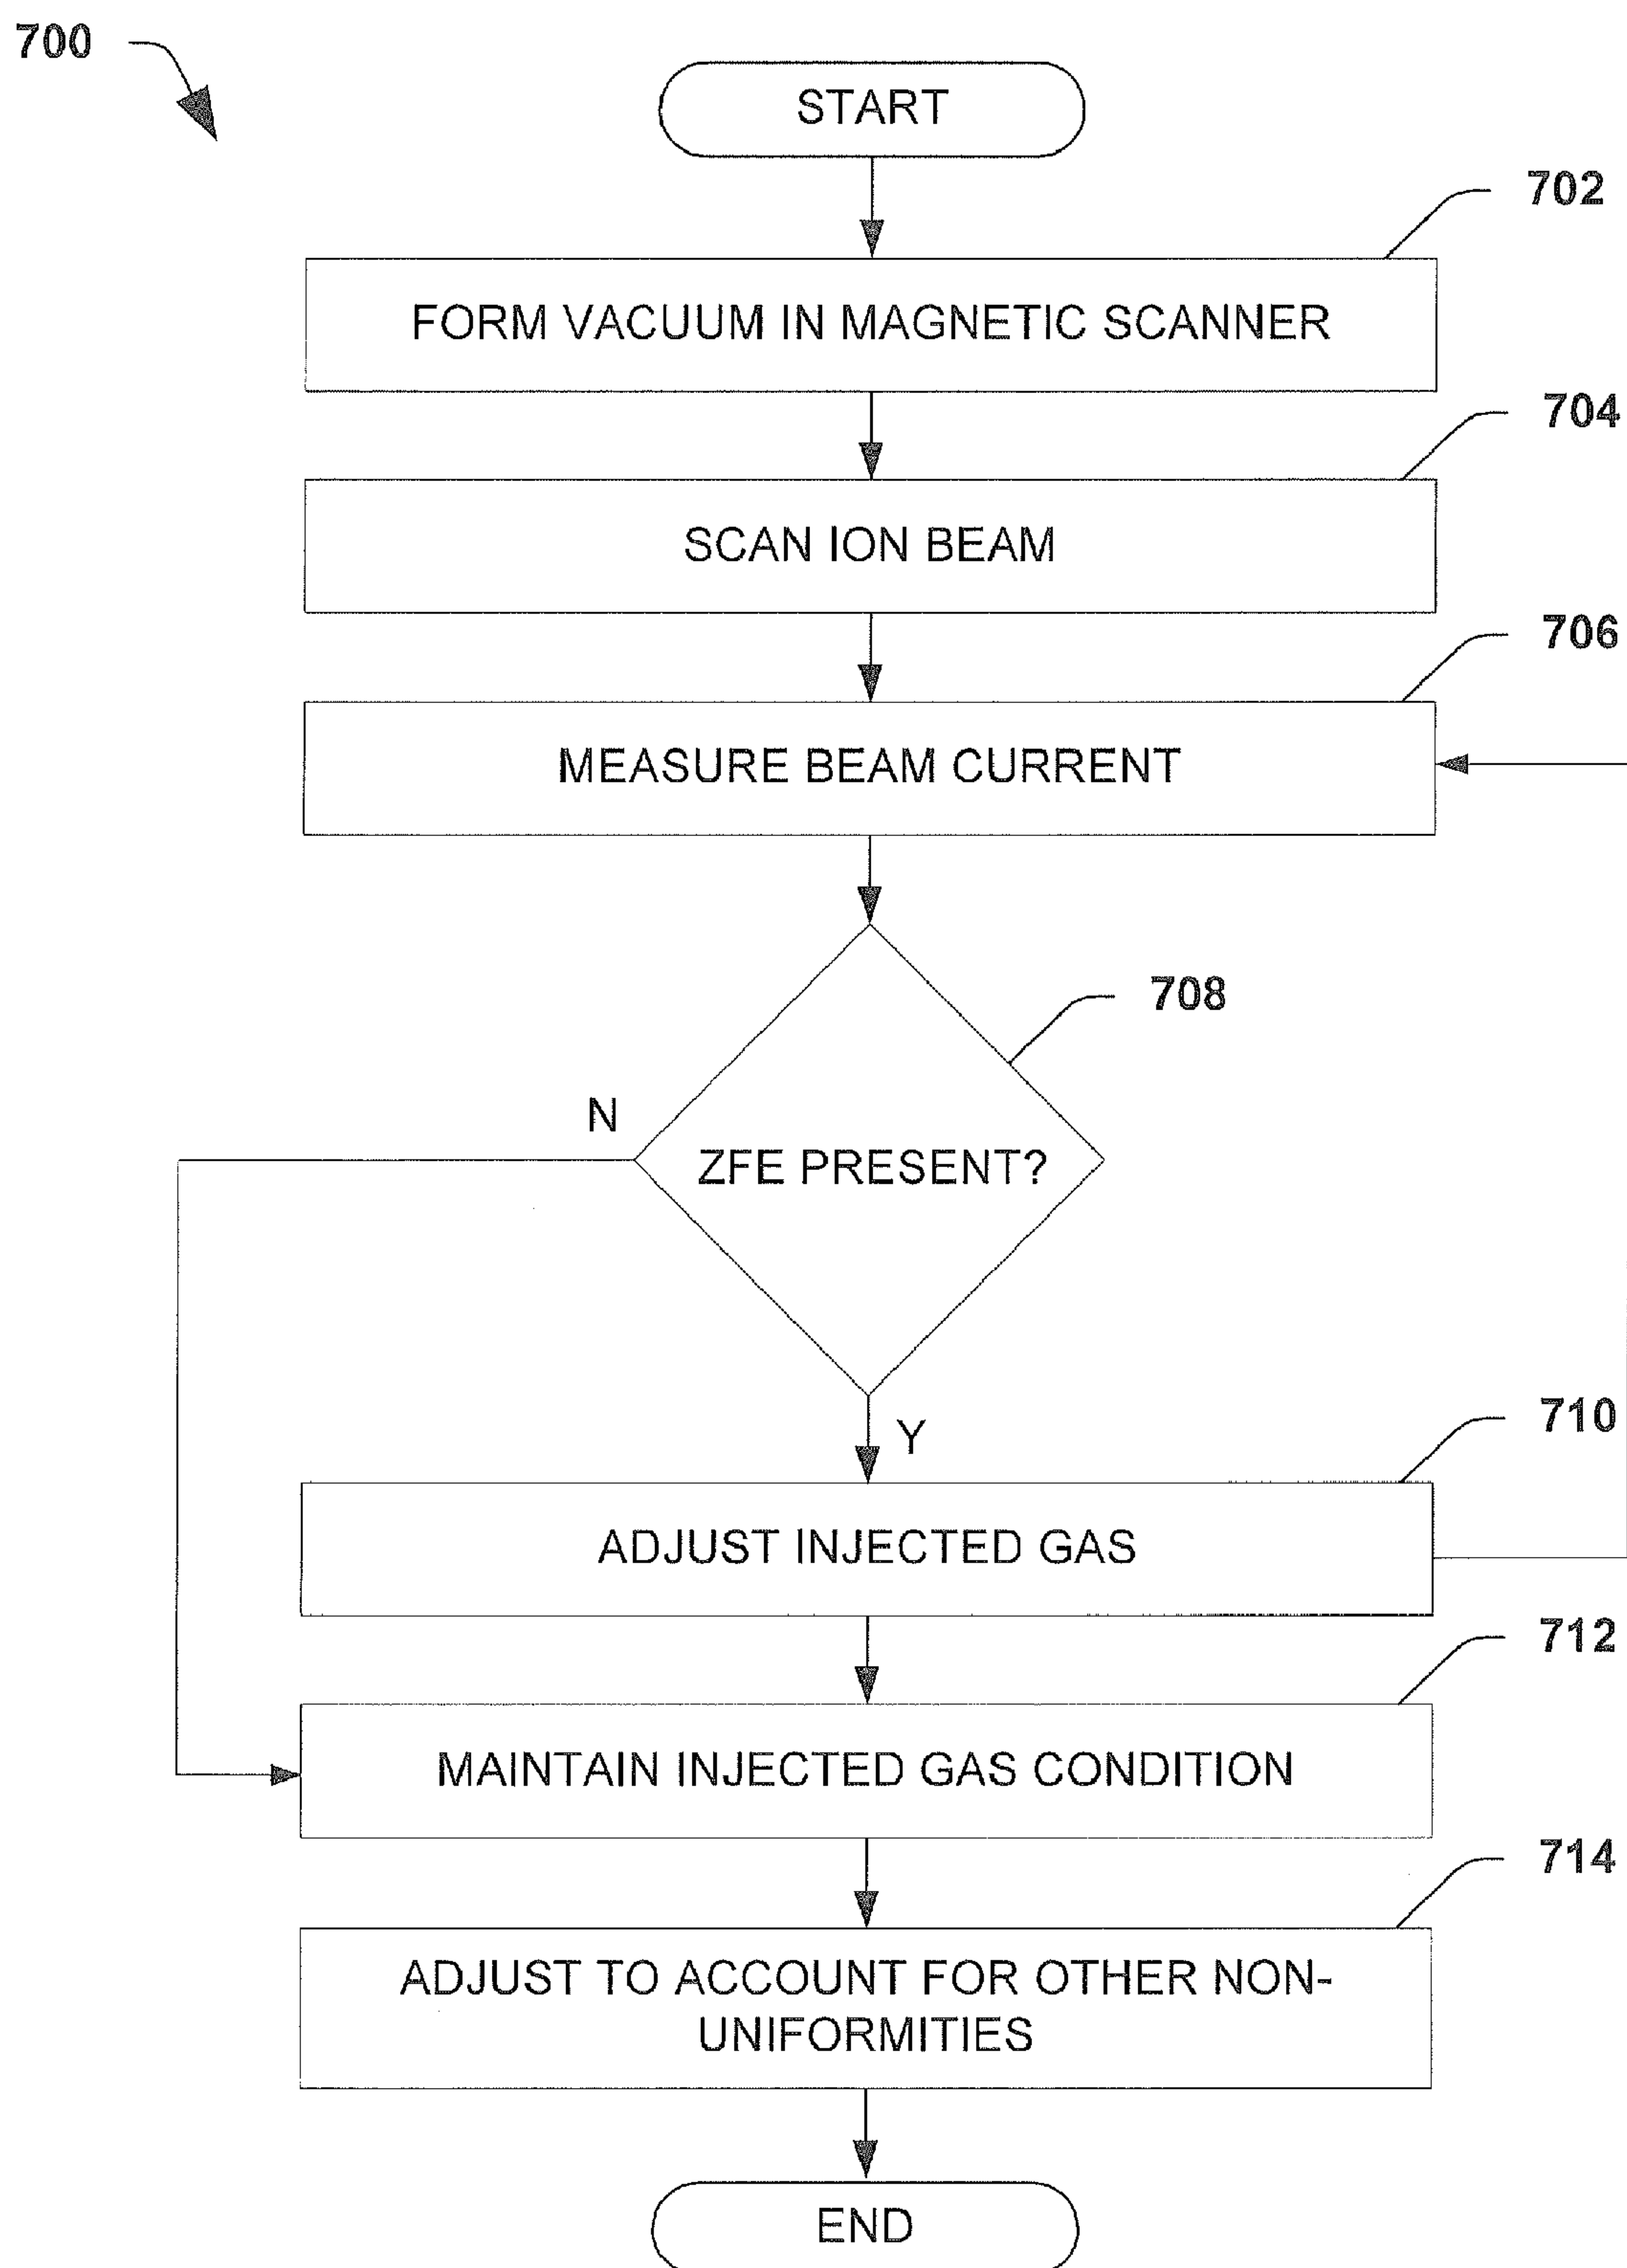 700
START
702
FORM VACUUM IN MAGNETIC SCANNER
704
SCAN ION BEAM
706
MEASURE BEAM CURRENT
708
N
ZFE PRESENT?
Y
710
ADJUST INJECTED GAS
712
MAINTAIN INJECTED GAS CONDITION
714
ADJUST TO ACCOUNT FOR OTHER NON-
UNIFORMITIES
END